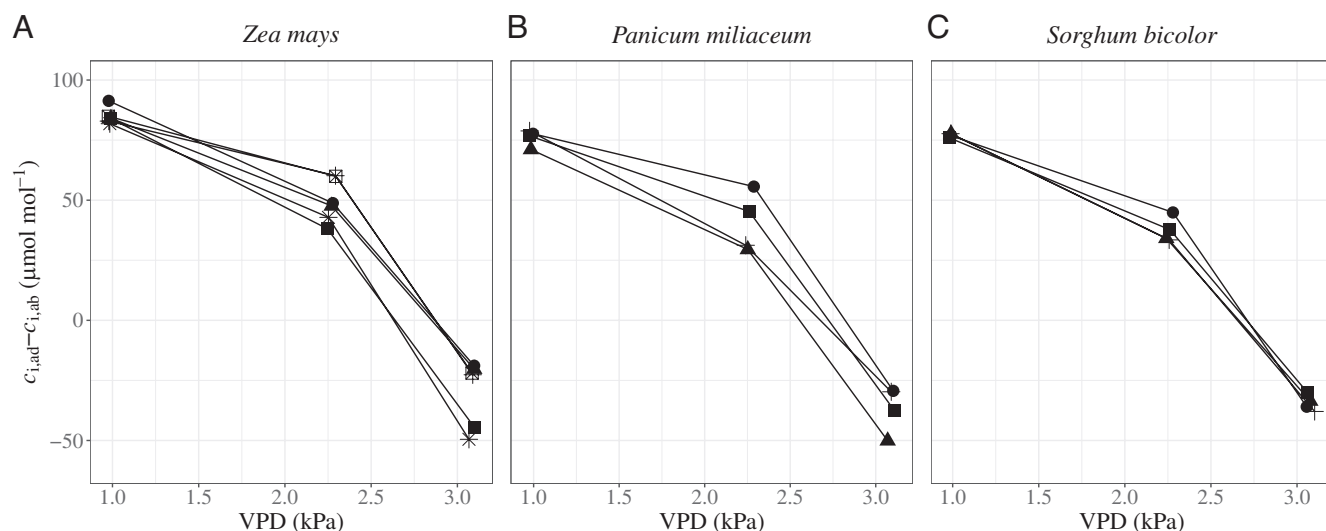 A Zea mays B Panicum miliaceum C Sorghum bicolor
100
50
0
−50
c_i,ad−c_i,ab (μmol mol⁻¹)
1.0 1.5 2.0 2.5 3.0 1.0 1.5 2.0 2.5 3.0 1.0 1.5 2.0 2.5 3.0
VPD (kPa) VPD (kPa) VPD (kPa)